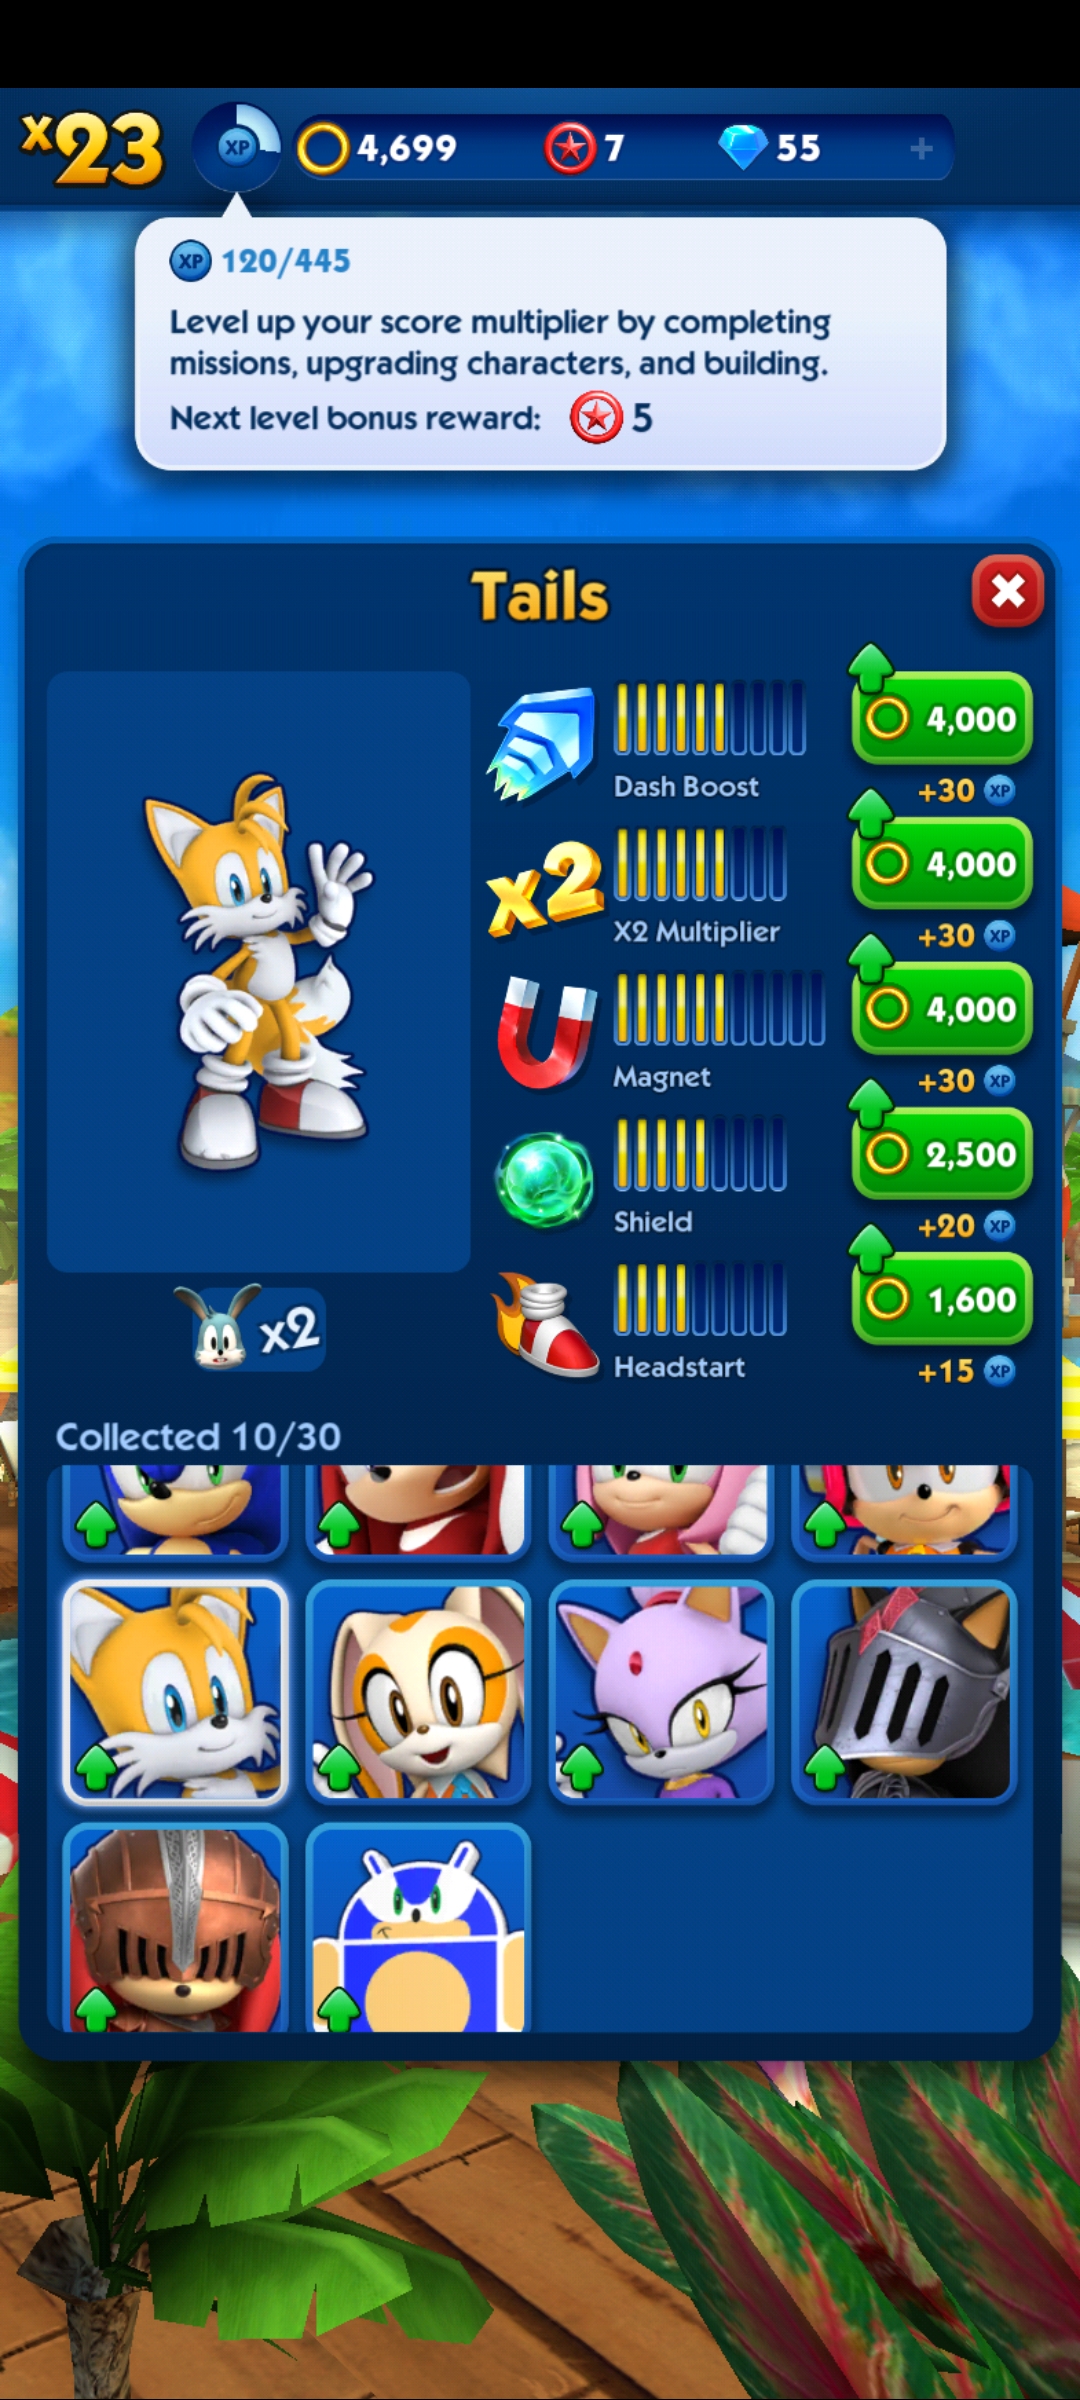 x23
XP
4,699
7
55
+
XP 120/445
Level up your score multiplier by completing
missions, upgrading characters, and building.
Next level bonus reward: 5
Tails
4,000
Dash Boost
+30 XP
x2
4,000
X2 Multiplier
+30 XP
4,000
Magnet
+30 XP
2,500
Shield
+20 XP
x2
1,600
Headstart
+15 XP
Collected 10/30